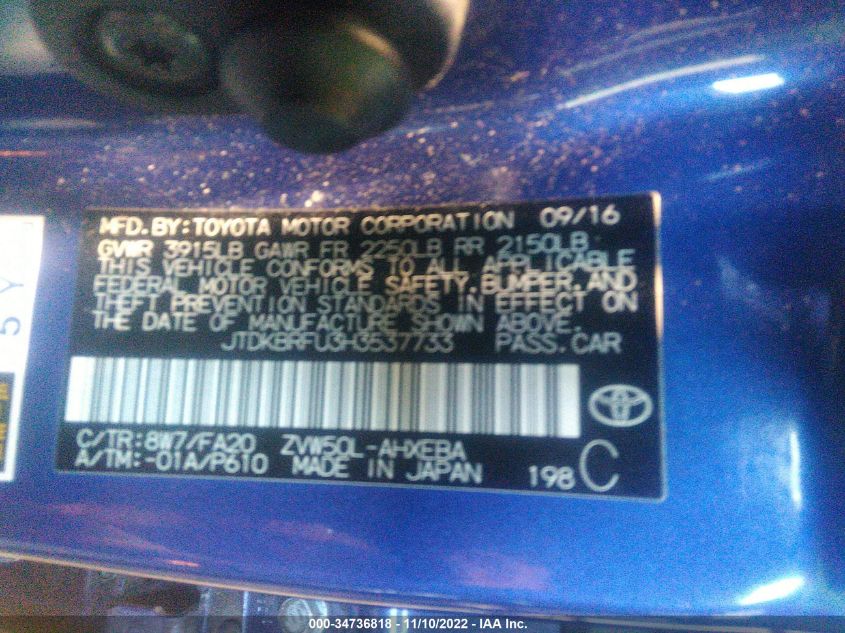 MFD.BY:TOYOTA MOTOR CORPORATION 09/16
GVWR 3915LB GAWR FR 2250LB RR 2150LB
THIS VEHICLE CONFORMS TO ALL APPLICABLE
FEDERAL MOTOR VEHICLE SAFETY,BUMPER,AND
THEFT PREVENTION STANDARDS IN EFFECT ON
THE DATE OF MANUFACTURE SHOWN ABOVE.
JTDKBRFU3H3537733 PASS.CAR
C/TR:8W7/FA20 ZVW50L-AHXEBA
A/TM:-01A/P610 MADE IN JAPAN 198 C
5 Y
000-34736818 - 11/10/2022 - IAA Inc.